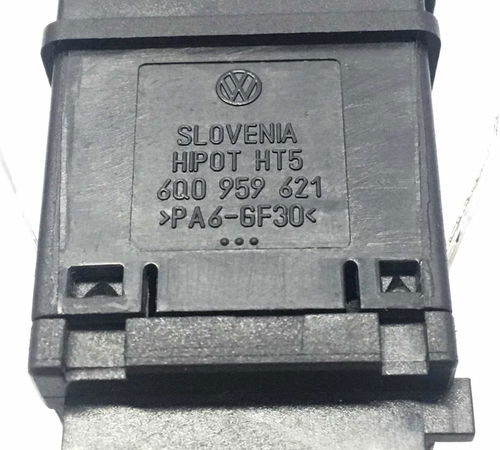 SLOVENIA
HIPOT HT5
6Q0 959 621
>PA6-GF30<